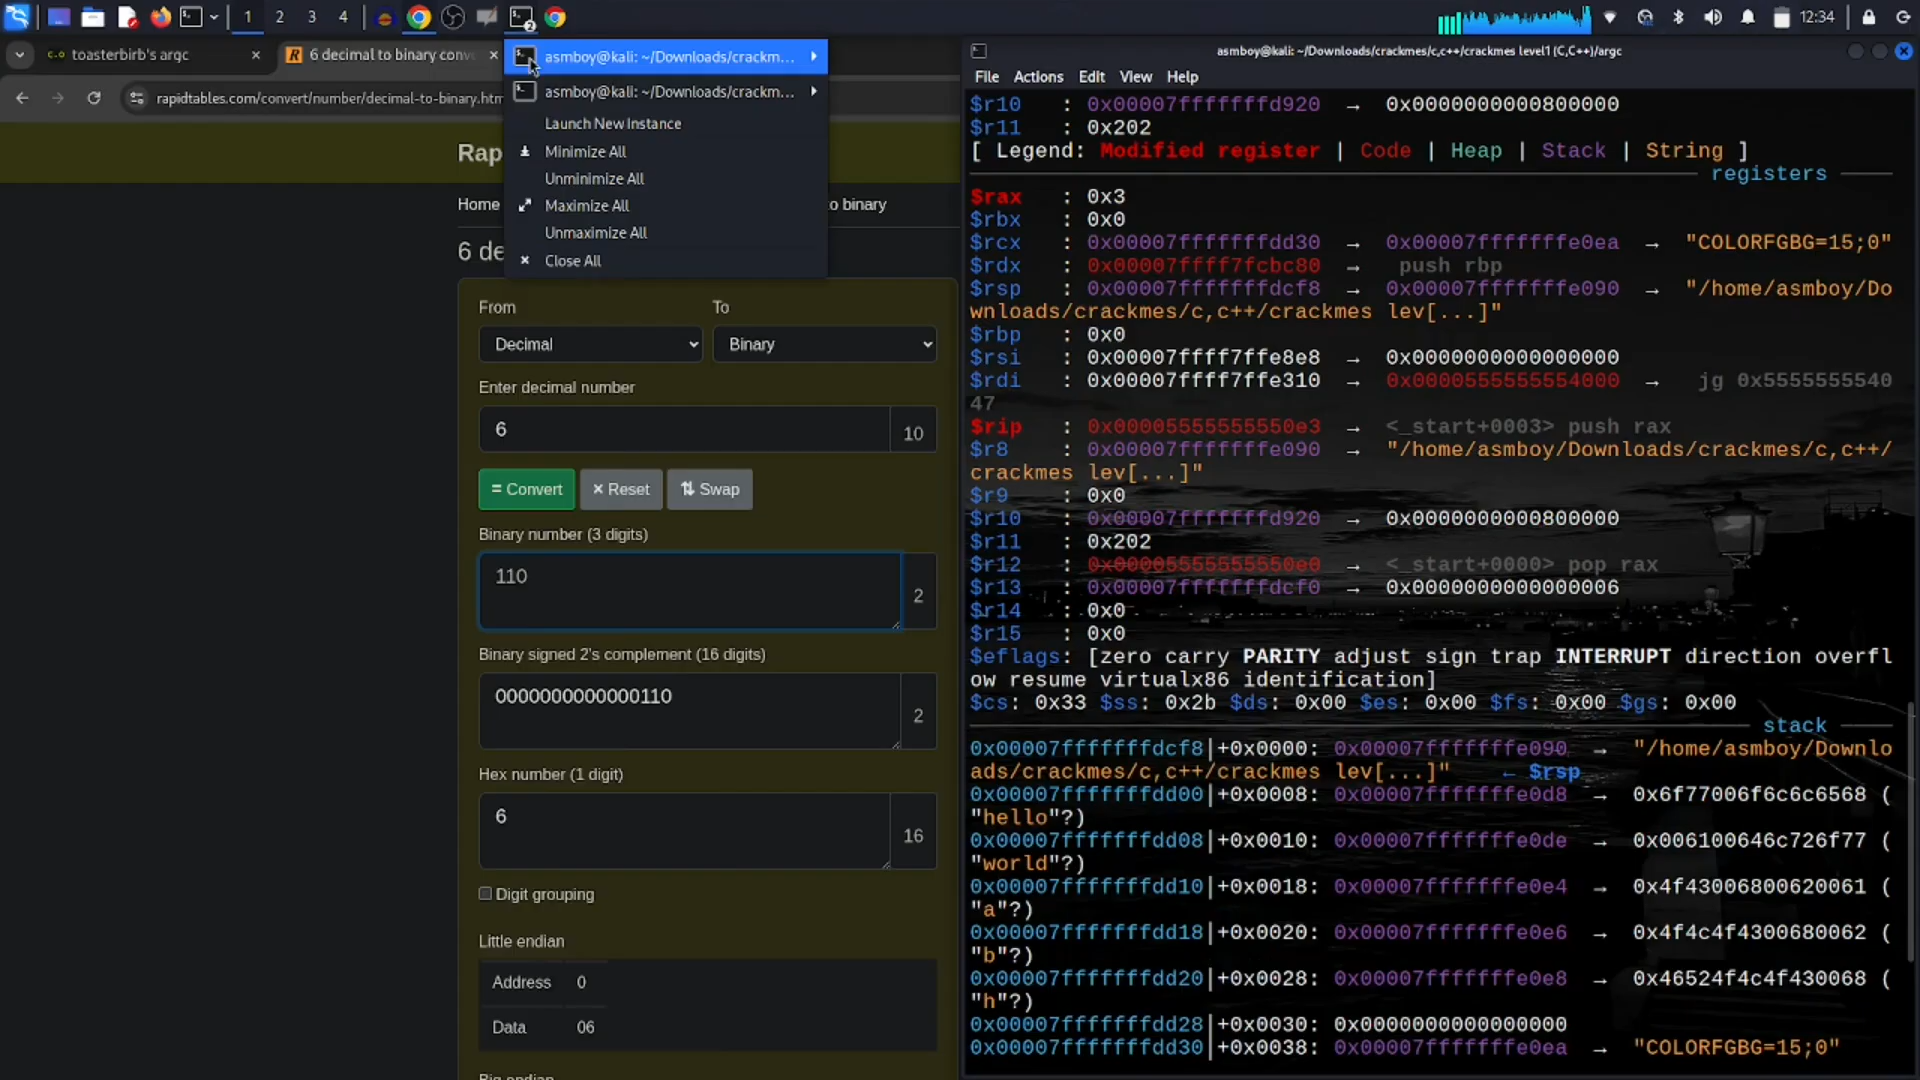 1 2 3 4
12:34
toasterbirb's argc
6 decimal to binary conv
rapidtables.com/convert/number/decimal-to-binary.htm
asmboy@kali: ~/Downloads/crackm...
asmboy@kali: ~/Downloads/crackm...
Launch New Instance
Minimize All
Unminimize All
Maximize All
Unmaximize All
Close All
Rap
Home
o binary
6 de
From
To
Decimal
Binary
Enter decimal number
6
10
= Convert
× Reset
Swap
Binary number (3 digits)
110
2
Binary signed 2's complement (16 digits)
0000000000000110
2
Hex number (1 digit)
6
16
Digit grouping
Little endian
Address 0
Data 06
Big endian
asmboy@kali: ~/Downloads/crackmes/c,c++/crackmes level1 (C,C++)/argc
File Actions Edit View Help
$r10 : 0x00007fffffffd920 → 0x0000000000800000
$r11 : 0x202
[ Legend: Modified register | Code | Heap | Stack | String ]
registers
$rax : 0x3
$rbx : 0x0
$rcx : 0x00007fffffffdd30 → 0x00007fffffffe0ea → "COLORFGBG=15;0"
$rdx : 0x00007ffff7fcbc80 → push rbp
$rsp : 0x00007fffffffdcf8 → 0x00007fffffffe090 → "/home/asmboy/Do
wnloads/crackmes/c,c++/crackmes lev[...]"
$rbp : 0x0
$rsi : 0x00007ffff7ffe8e8 → 0x0000000000000000
$rdi : 0x00007ffff7ffe310 → 0x0000555555554000 → jg 0x5555555540
47
$rip : 0x00005555555550e3 → <_start+0003> push rax
$r8 : 0x00007fffffffe090 → "/home/asmboy/Downloads/crackmes/c,c++/
crackmes lev[...]"
$r9 : 0x0
$r10 : 0x00007fffffffd920 → 0x0000000000800000
$r11 : 0x202
$r12 : 0x00005555555550e0 → <_start+0000> pop rax
$r13 : 0x00007fffffffdcf0 → 0x0000000000000006
$r14 : 0x0
$r15 : 0x0
$eflags: [zero carry PARITY adjust sign trap INTERRUPT direction overfl
ow resume virtualx86 identification]
$cs: 0x33 $ss: 0x2b $ds: 0x00 $es: 0x00 $fs: 0x00 $gs: 0x00
stack
0x00007fffffffdcf8│+0x0000: 0x00007fffffffe090 → "/home/asmboy/Downlo
ads/crackmes/c,c++/crackmes lev[...]" ← $rsp
0x00007fffffffdd00│+0x0008: 0x00007fffffffe0d8 → 0x6f77006f6c6c6568 (
"hello"?)
0x00007fffffffdd08│+0x0010: 0x00007fffffffe0de → 0x006100646c726f77 (
"world"?)
0x00007fffffffdd10│+0x0018: 0x00007fffffffe0e4 → 0x4f43006800620061 (
"a"?)
0x00007fffffffdd18│+0x0020: 0x00007fffffffe0e6 → 0x4f4c4f4300680062 (
"b"?)
0x00007fffffffdd20│+0x0028: 0x00007fffffffe0e8 → 0x46524f4c4f430068 (
"h"?)
0x00007fffffffdd28│+0x0030: 0x0000000000000000
0x00007fffffffdd30│+0x0038: 0x00007fffffffe0ea → "COLORFGBG=15;0"